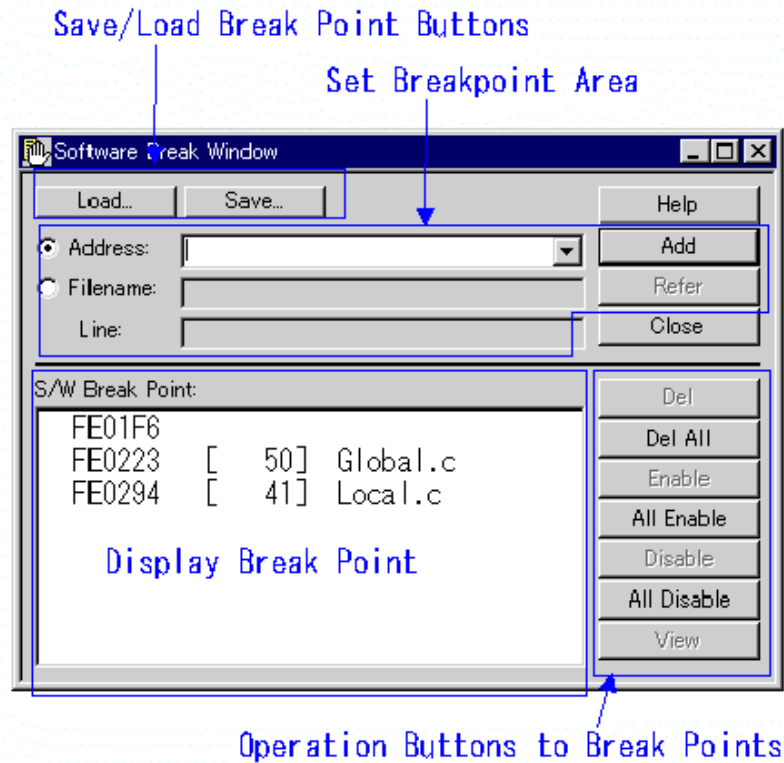 Save/Load Break Point Buttons
Set Breakpoint Area
Software Break Window
Load...
Save...
Help
Address:
Add
Filename:
Refer
Line:
Close
S/W Break Point:
FE01F6
FE0223 [ 50] Global.c
FE0294 [ 41] Local.c
Display Break Point
Del
Del All
Enable
All Enable
Disable
All Disable
View
Operation Buttons to Break Points